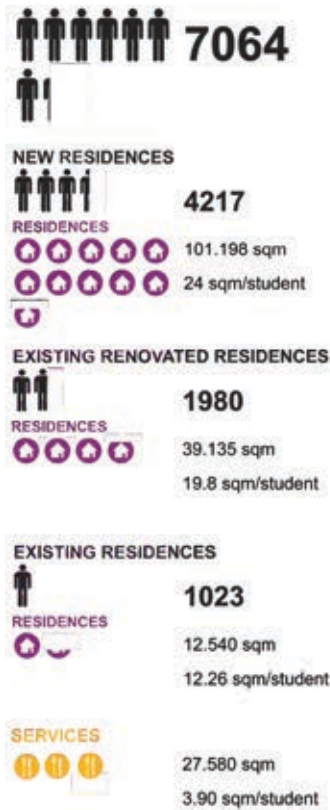 7064
NEW RESIDENCES
4217
RESIDENCES
101.198 sqm
24 sqm/student
EXISTING RENOVATED RESIDENCES
1980
RESIDENCES
39.135 sqm
19.8 sqm/student
EXISTING RESIDENCES
1023
RESIDENCES
12.540 sqm
12.26 sqm/student
SERVICES
27.580 sqm
3.90 sqm/student